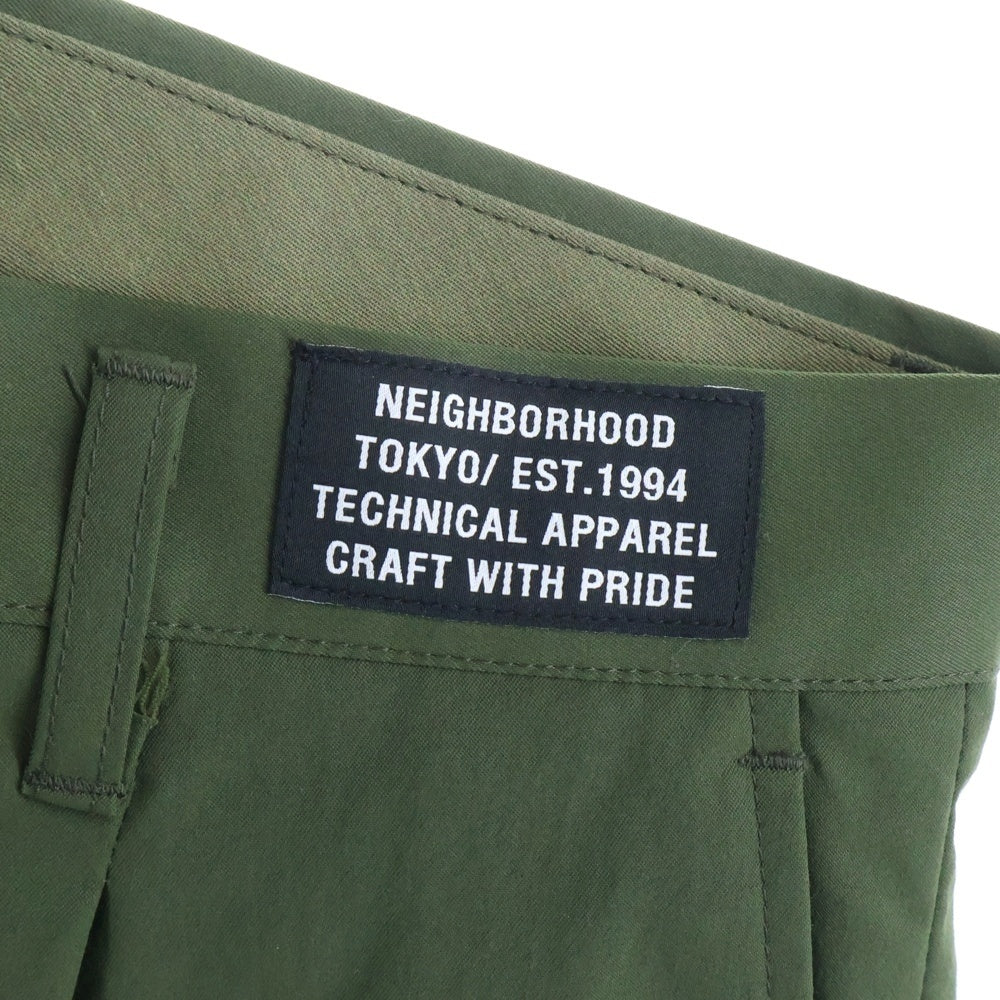 NEIGHBORHOOD
TOKYO/ EST.1994
TECHNICAL APPAREL
CRAFT WITH PRIDE